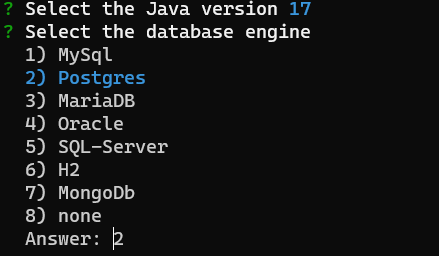 ? Select the Java version 17
? Select the database engine
1) MySql
2) Postgres
3) MariaDB
4) Oracle
5) SQL-Server
6) H2
7) MongoDb
8) none
Answer: 2